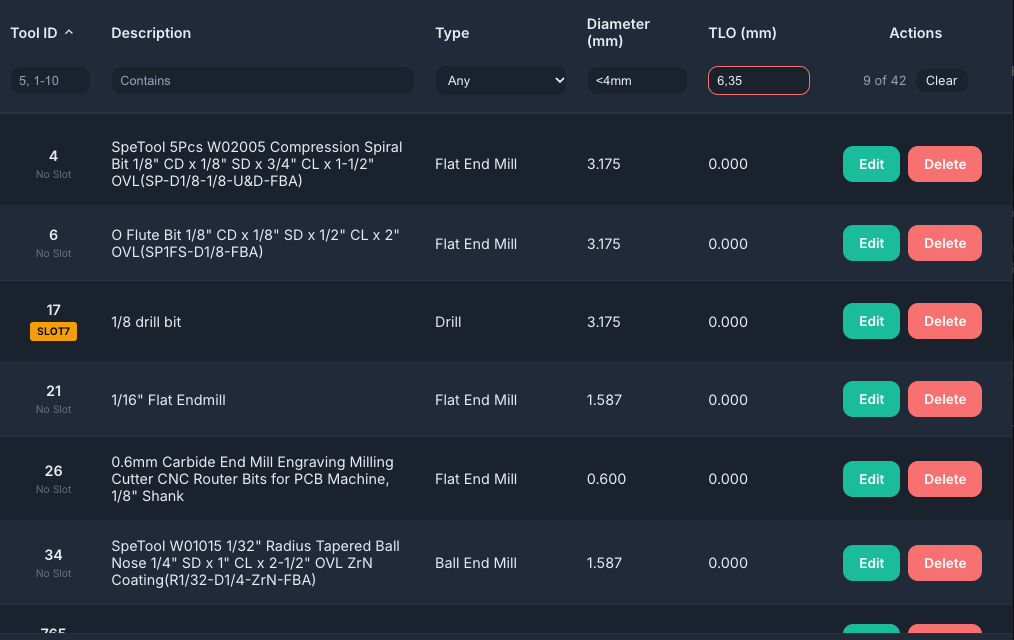 Tool ID
Description
Type
Diameter
(mm)
TLO (mm)
Actions
5, 1-10
Contains
Any
<4mm
6,35
9 of 42
Clear
4
No Slot
SpeTool 5Pcs W02005 Compression Spiral
Bit 1/8" CD x 1/8" SD x 3/4" CL x 1-1/2"
OVL(SP-D1/8-1/8-U&D-FBA)
Flat End Mill
3.175
0.000
Edit
Delete
6
No Slot
O Flute Bit 1/8" CD x 1/8" SD x 1/2" CL x 2"
OVL(SP1FS-D1/8-FBA)
Flat End Mill
3.175
0.000
Edit
Delete
17
SLOT7
1/8 drill bit
Drill
3.175
0.000
Edit
Delete
21
No Slot
1/16" Flat Endmill
Flat End Mill
1.587
0.000
Edit
Delete
26
No Slot
0.6mm Carbide End Mill Engraving Milling
Cutter CNC Router Bits for PCB Machine,
1/8" Shank
Flat End Mill
0.600
0.000
Edit
Delete
34
No Slot
SpeTool W01015 1/32" Radius Tapered Ball
Nose 1/4" SD x 1" CL x 2-1/2" OVL ZrN
Coating(R1/32-D1/4-ZrN-FBA)
Ball End Mill
1.587
0.000
Edit
Delete